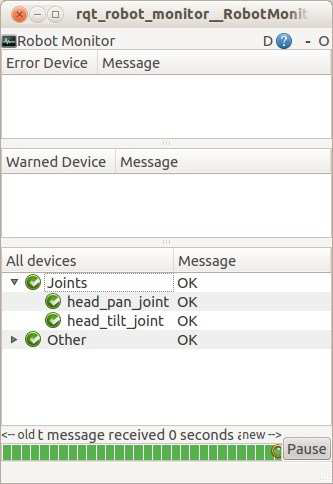 rqt_robot_monitor__RobotMonit
Robot Monitor D ? - O
Error Device Message
Warned Device Message
All devices Message
Joints OK
head_pan_joint OK
head_tilt_joint OK
Other OK
<-- old t message received 0 seconds a new -->
Pause